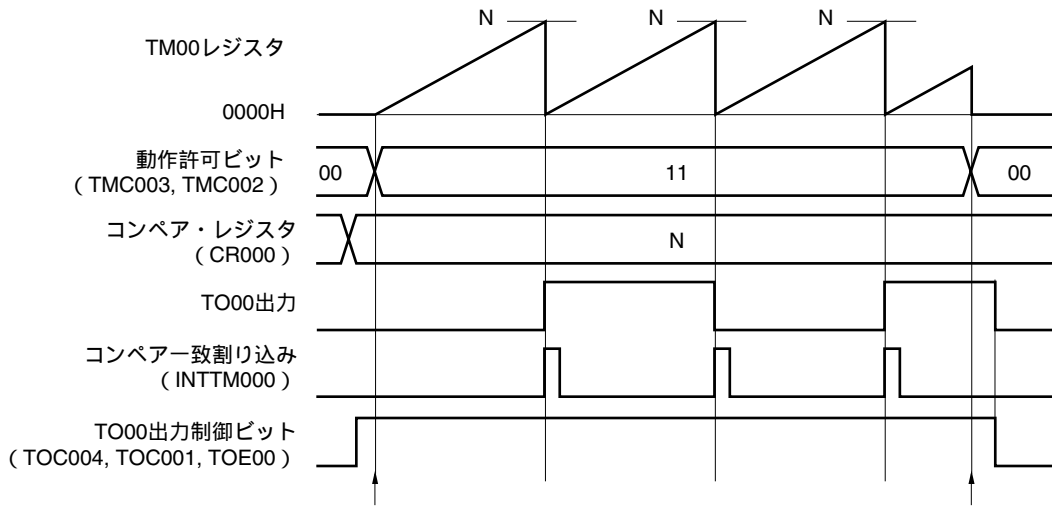 N N N
TM00レジスタ
0000H
動作許可ビット
（TMC003, TMC002）
00 11 00
コンペア・レジスタ
（CR000）
N
TO00出力
コンペア一致割り込み
（INTTM000）
TO00出力制御ビット
（TOC004, TOC001, TOE00）